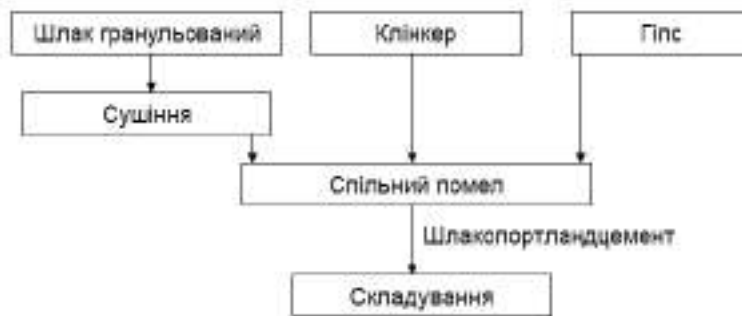 Шлак гранульований
Клінкер
Гіпс
Сушіння
Спільний помел
Шлакопортландцемент
Складування